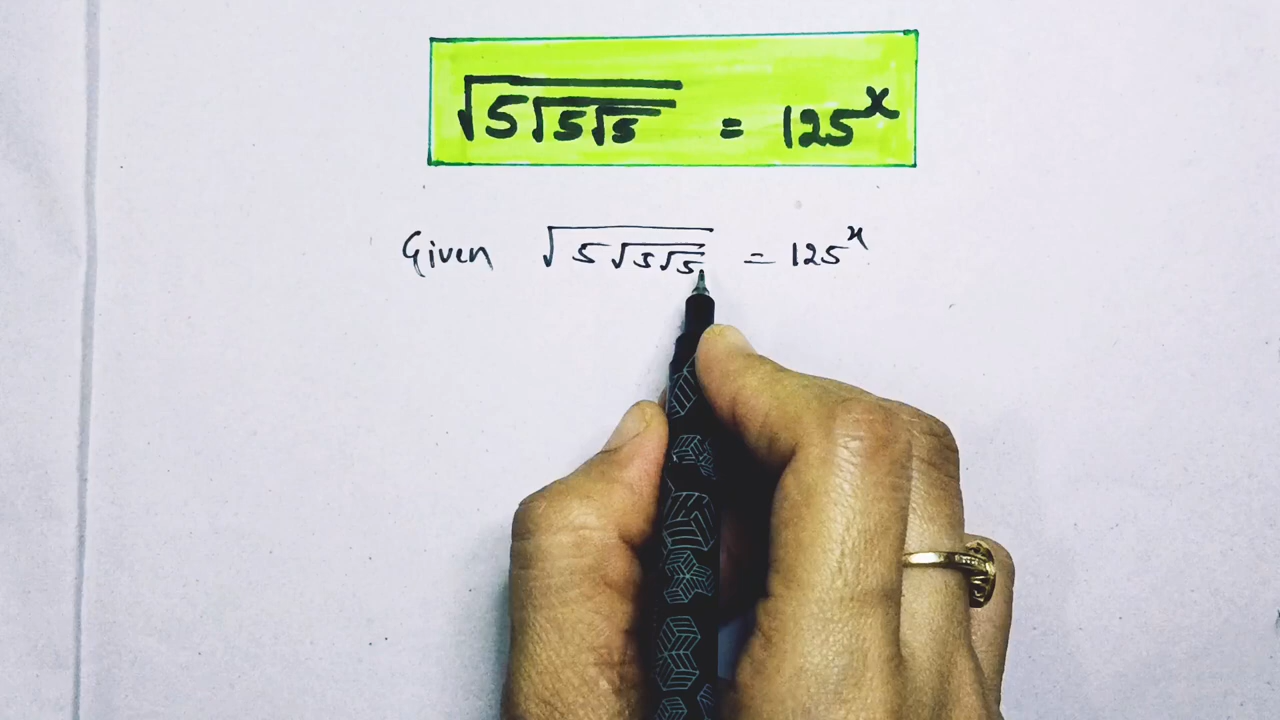 √(5√(5√5)) = 125^x
Given √(5√(5√5)) = 125^x